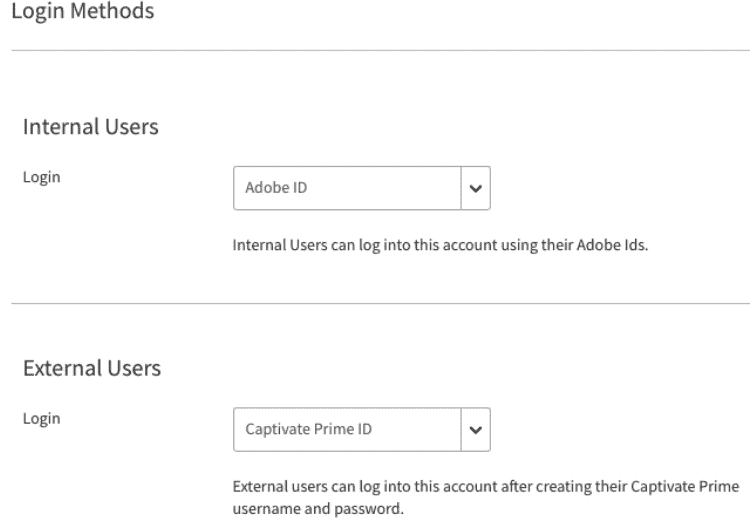 Login Methods
Internal Users
Login
Adobe ID
Internal Users can log into this account using their Adobe Ids.
External Users
Login
Captivate Prime ID
External users can log into this account after creating their Captivate Prime
username and password.